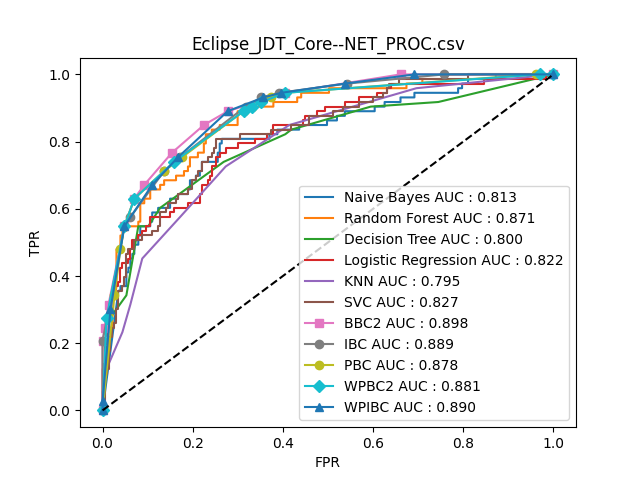 Eclipse_JDT_Core--NET_PROC.csv
TPR
1.0
0.8
0.6
0.4
0.2
0.0
Naive Bayes AUC : 0.813
Random Forest AUC : 0.871
Decision Tree AUC : 0.800
Logistic Regression AUC : 0.822
KNN AUC : 0.795
SVC AUC : 0.827
BBC2 AUC : 0.898
IBC AUC : 0.889
PBC AUC : 0.878
WPBC2 AUC : 0.881
WPIBC AUC : 0.890
0.0 0.2 0.4 0.6 0.8 1.0
FPR